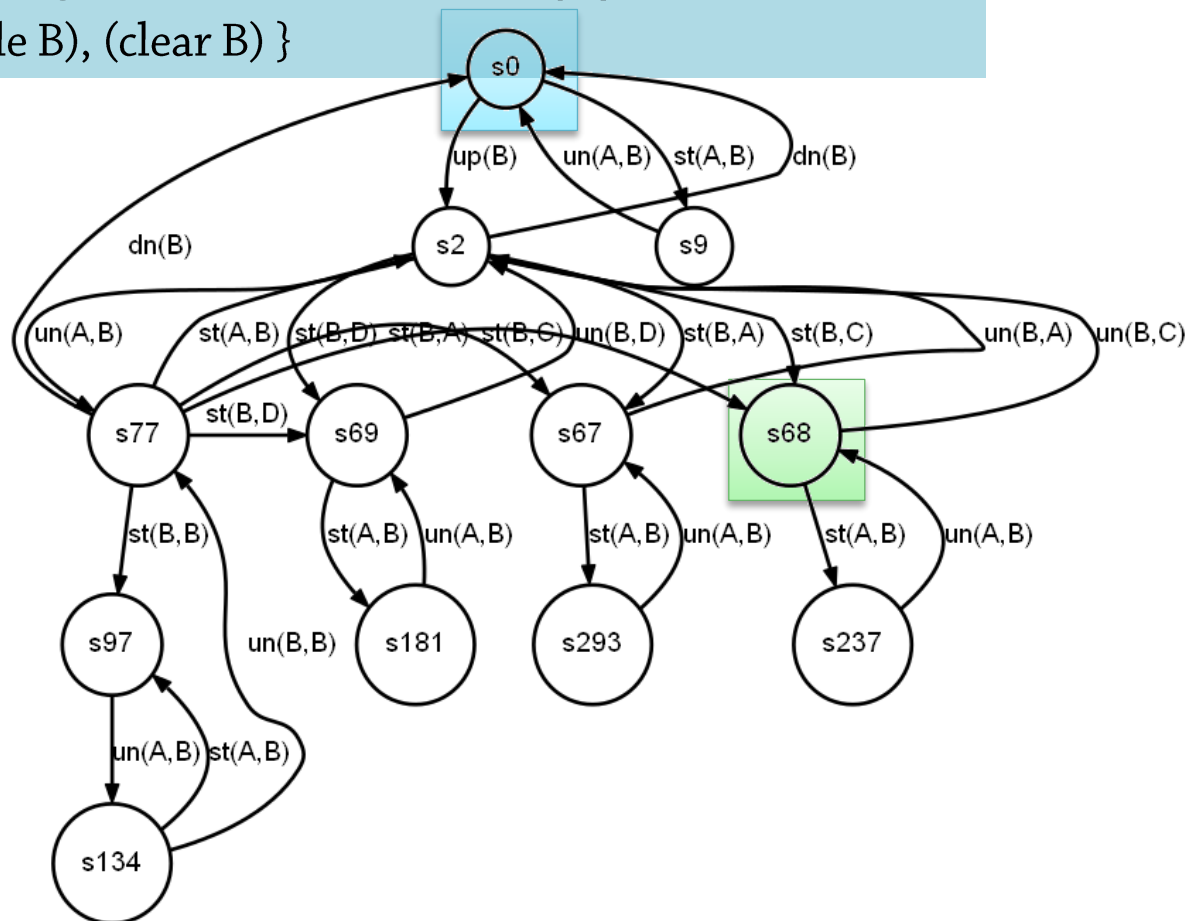 le B), (clear B) }
s0
up(B) un(A,B) st(A,B) dn(B)
dn(B) s2 s9
un(A,B) st(A,B) st(B,D) st(B,A) st(B,C) un(B,D) st(B,A) st(B,C) un(B,A) un(B,C)
st(B,D)
s77 s69 s67 s68
st(B,B) st(A,B) un(A,B) st(A,B) un(A,B) st(A,B) un(A,B)
s97 un(B,B) s181 s293 s237
un(A,B) st(A,B)
s134